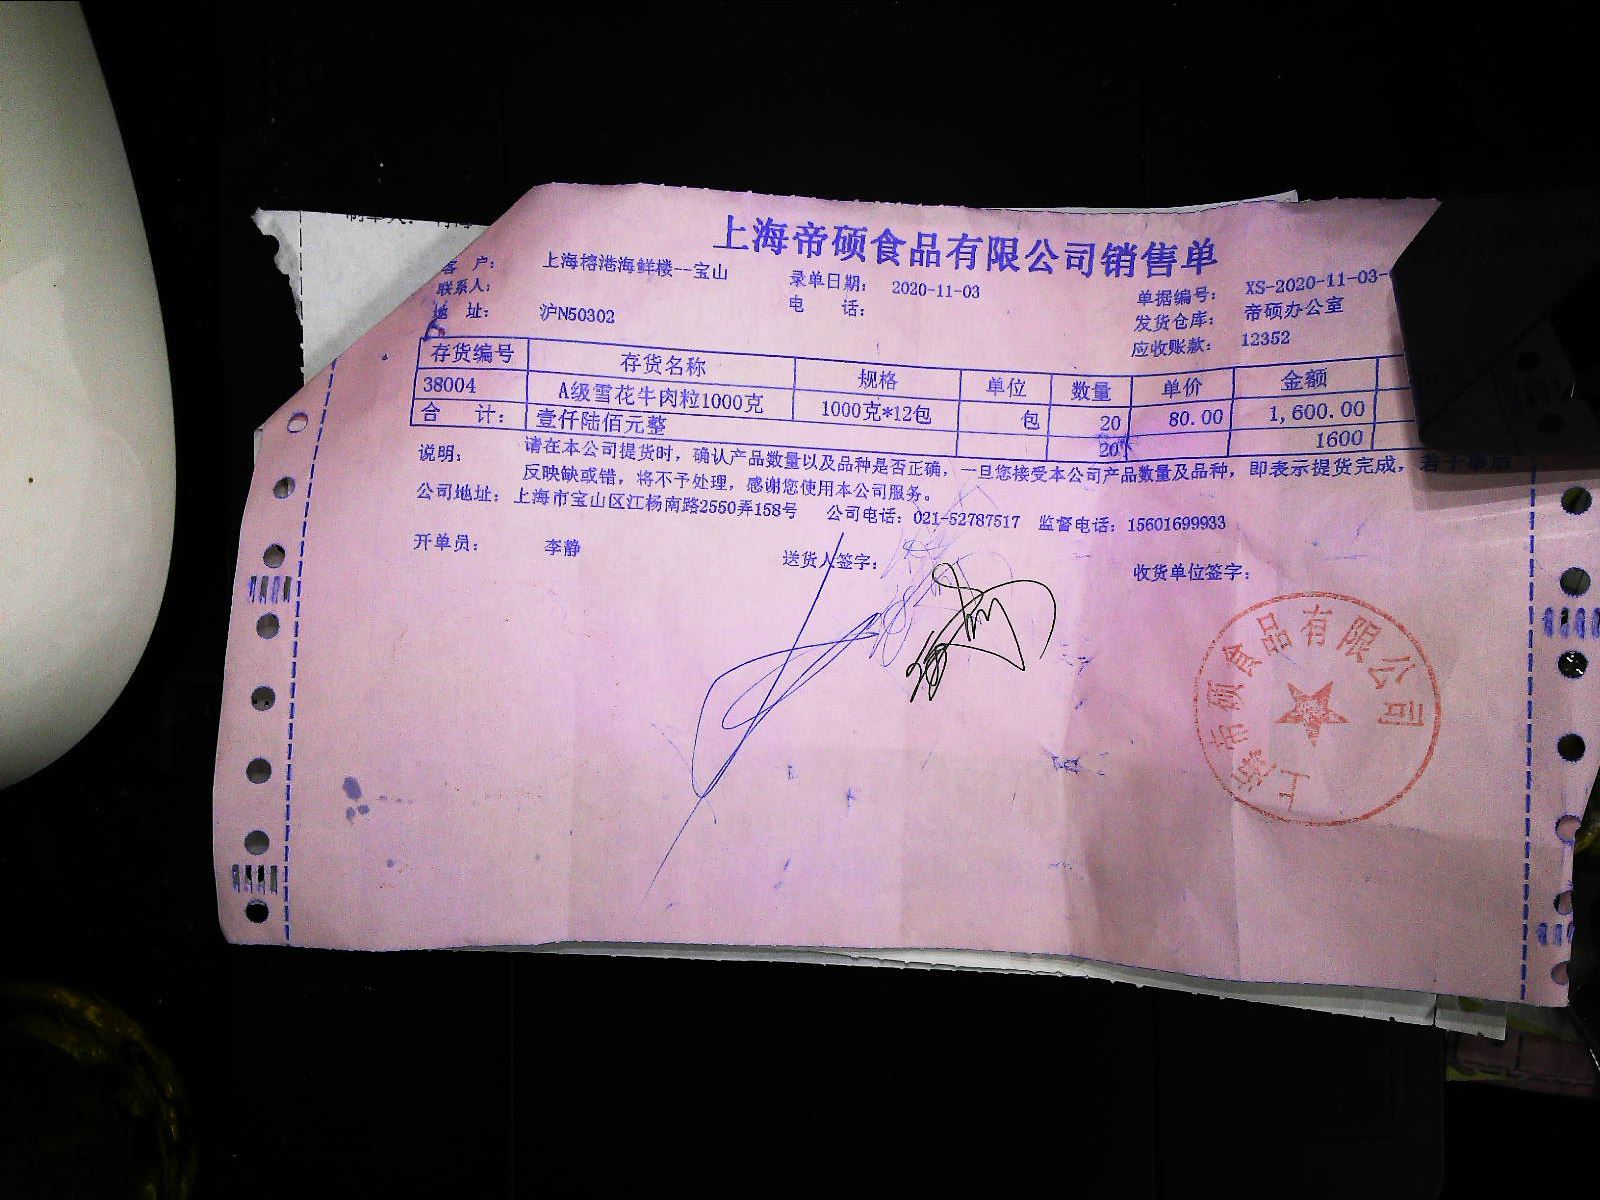 上海帝硕食品有限公司销售单
客 户: 上海榕港海鲜楼--宝山 录单日期: 2020-11-03 单据编号: XS-2020-11-03-
联系人: 电 话: 发货仓库: 帝硕办公室
地 址: 沪N50302 应收账款: 12352
存货编号 存货名称 规格 单位 数量 单价 金额
38004 A级雪花牛肉粒1000克 1000克*12包 包 20 80.00 1,600.00
合 计: 壹仟陆佰元整 20 1600
说明: 请在本公司提货时,确认产品数量以及品种是否正确,一旦您接受本公司产品数量及品种,即表示提货完成,若于事后
反映缺或错,将不予处理,感谢您使用本公司服务。
公司地址: 上海市宝山区江杨南路2550弄158号 公司电话: 021-52787517 监督电话: 15601699933
开单员: 李静 送货人签字: 收货单位签字:
上海帝硕食品有限公司